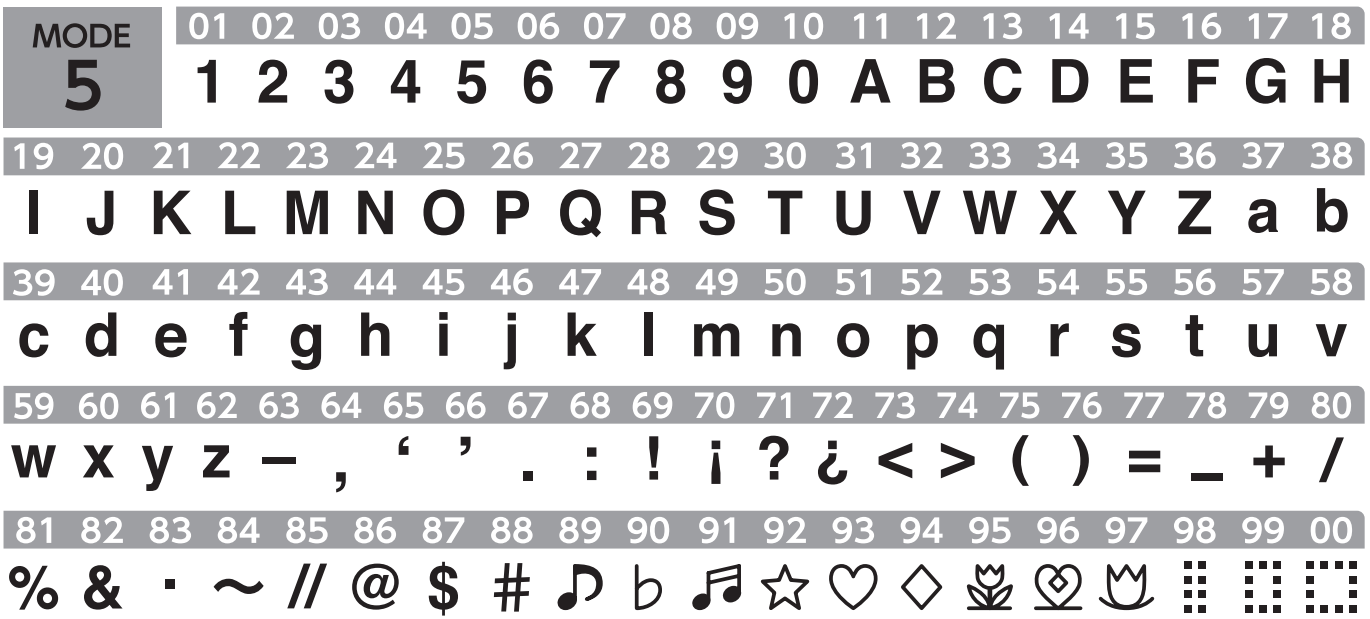 MODE 01 02 03 04 05 06 07 08 09 10 11 12 13 14 15 16 17 18
5 1 2 3 4 5 6 7 8 9 0 A B C D E F G H
19 20 21 22 23 24 25 26 27 28 29 30 31 32 33 34 35 36 37 38
I J K L M N O P Q R S T U V W X Y Z a b
39 40 41 42 43 44 45 46 47 48 49 50 51 52 53 54 55 56 57 58
c d e f g h i j k l m n o p q r s t u v
59 60 61 62 63 64 65 66 67 68 69 70 71 72 73 74 75 76 77 78 79 80
w x y z – , ‘ ’ . : ! ¡ ? ¿ < > ( ) = _ + /
81 82 83 84 85 86 87 88 89 90 91 92 93 94 95 96 97 98 99 00
% & · ~ // @ $ # ♪ ♭ ♫ ☆ ♡ ◇